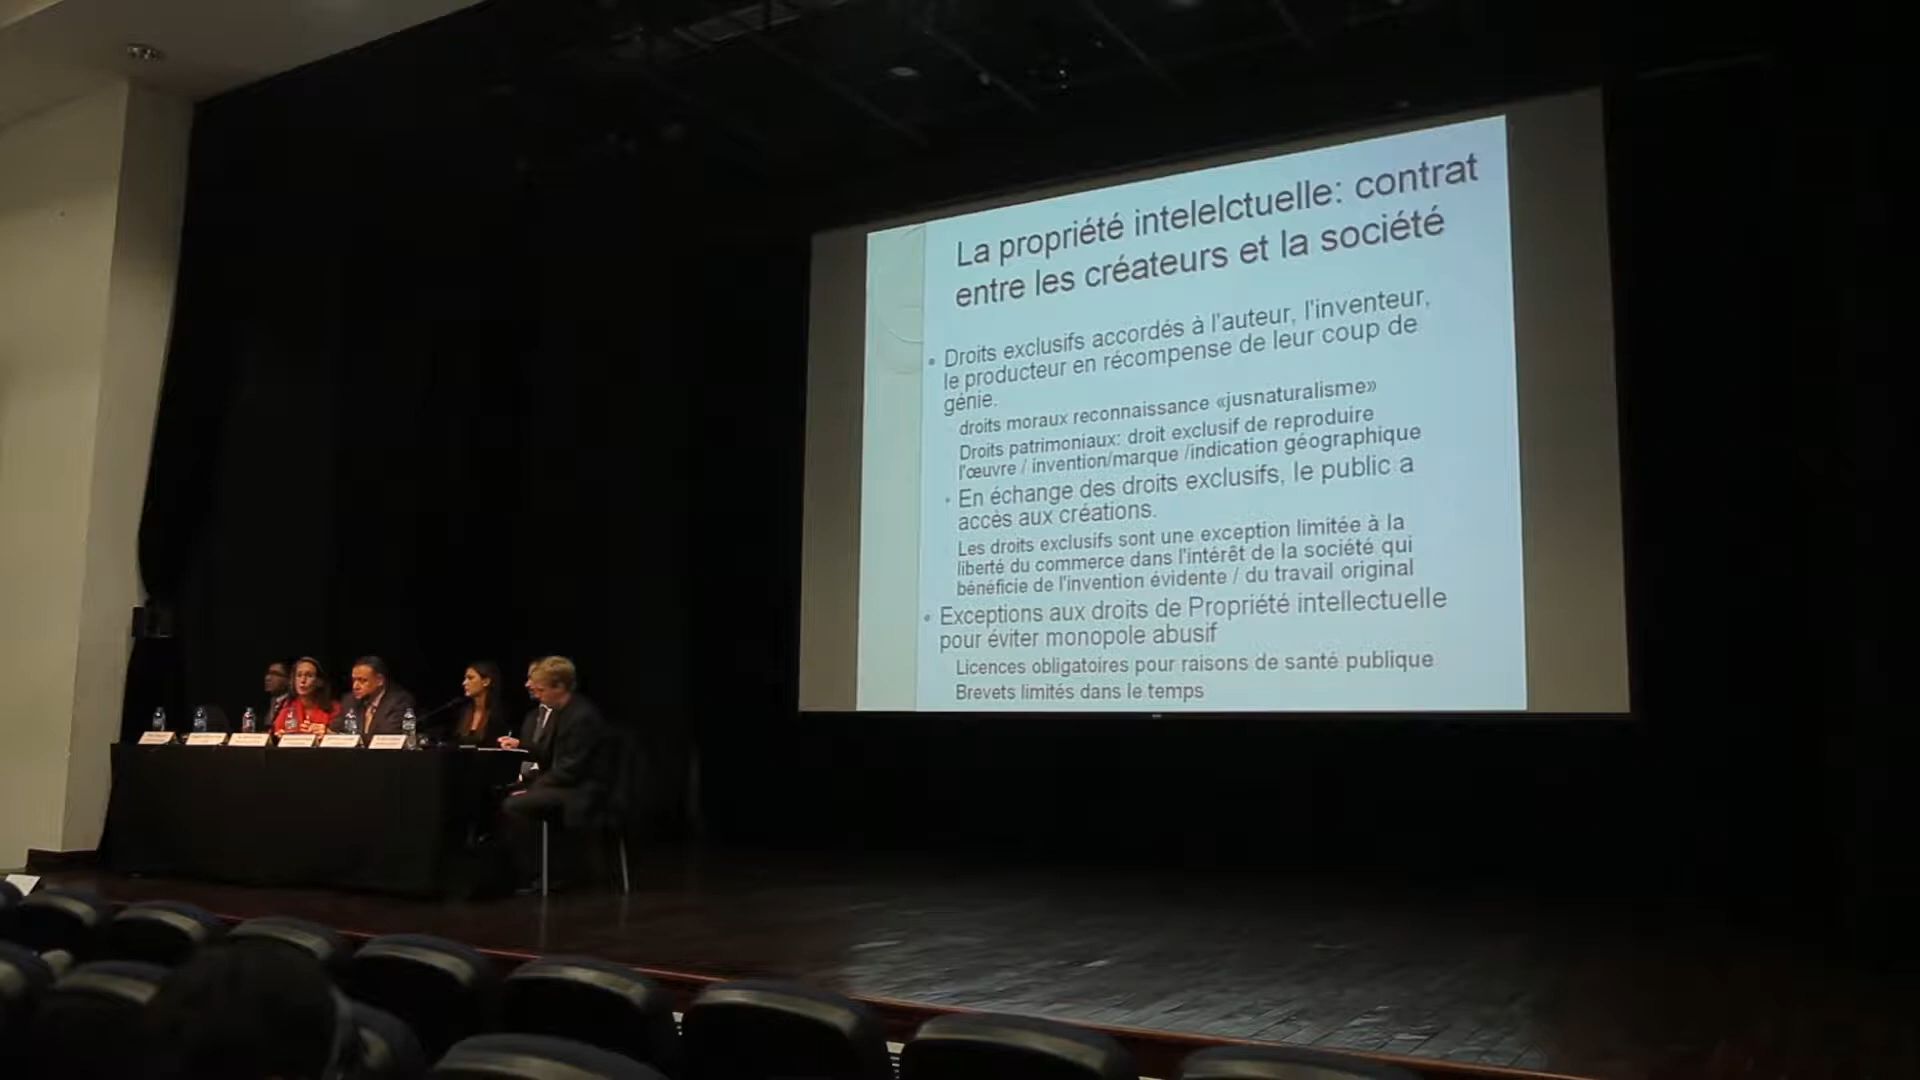 La propriété intelelctuelle: contrat
entre les créateurs et la société
• Droits exclusifs accordés à l'auteur, l'inventeur,
le producteur en récompense de leur coup de
génie.
droits moraux reconnaissance «jusnaturalisme»
Droits patrimoniaux: droit exclusif de reproduire
l'œuvre / invention/marque /indication géographique
• En échange des droits exclusifs, le public a
accès aux créations.
Les droits exclusifs sont une exception limitée à la
liberté du commerce dans l'intérêt de la société qui
bénéficie de l'invention évidente / du travail original
• Exceptions aux droits de Propriété intellectuelle
pour éviter monopole abusif
Licences obligatoires pour raisons de santé publique
Brevets limités dans le temps